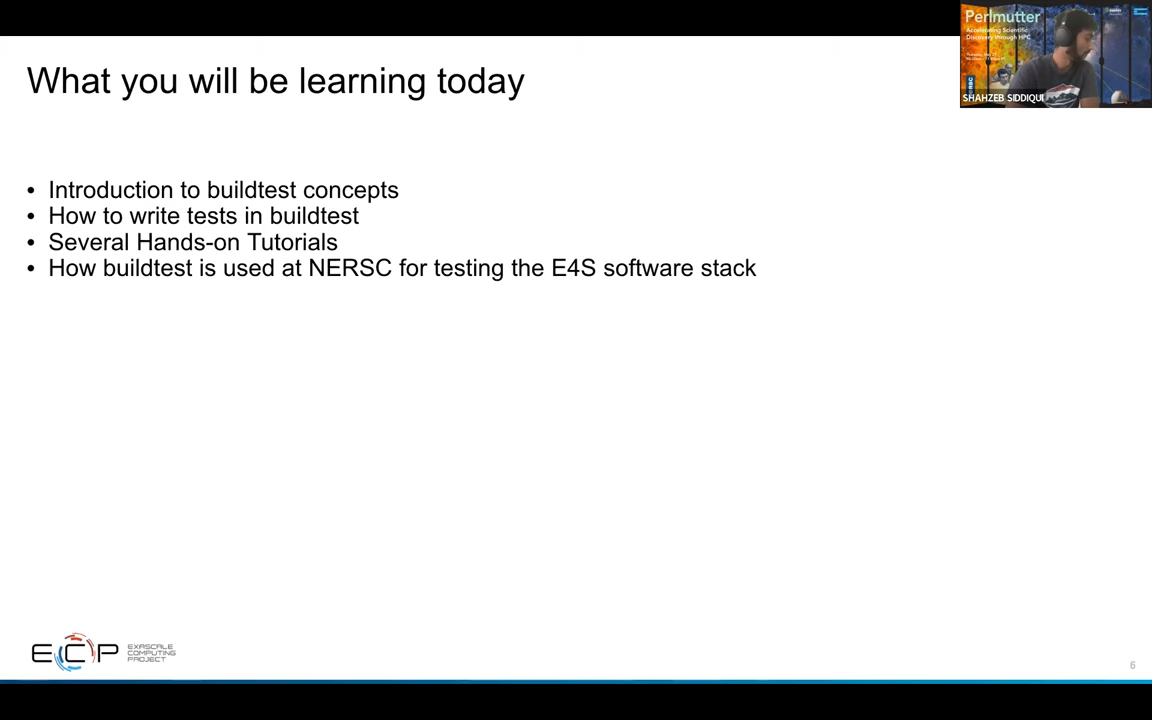 What you will be learning today
Perlmutter
Accelerating Scientific
Discovery through HPC
SHAHZEB SIDDIQUI
• Introduction to buildtest concepts
• How to write tests in buildtest
• Several Hands-on Tutorials
• How buildtest is used at NERSC for testing the E4S software stack
ECP
EXASCALE
COMPUTING
PROJECT
6